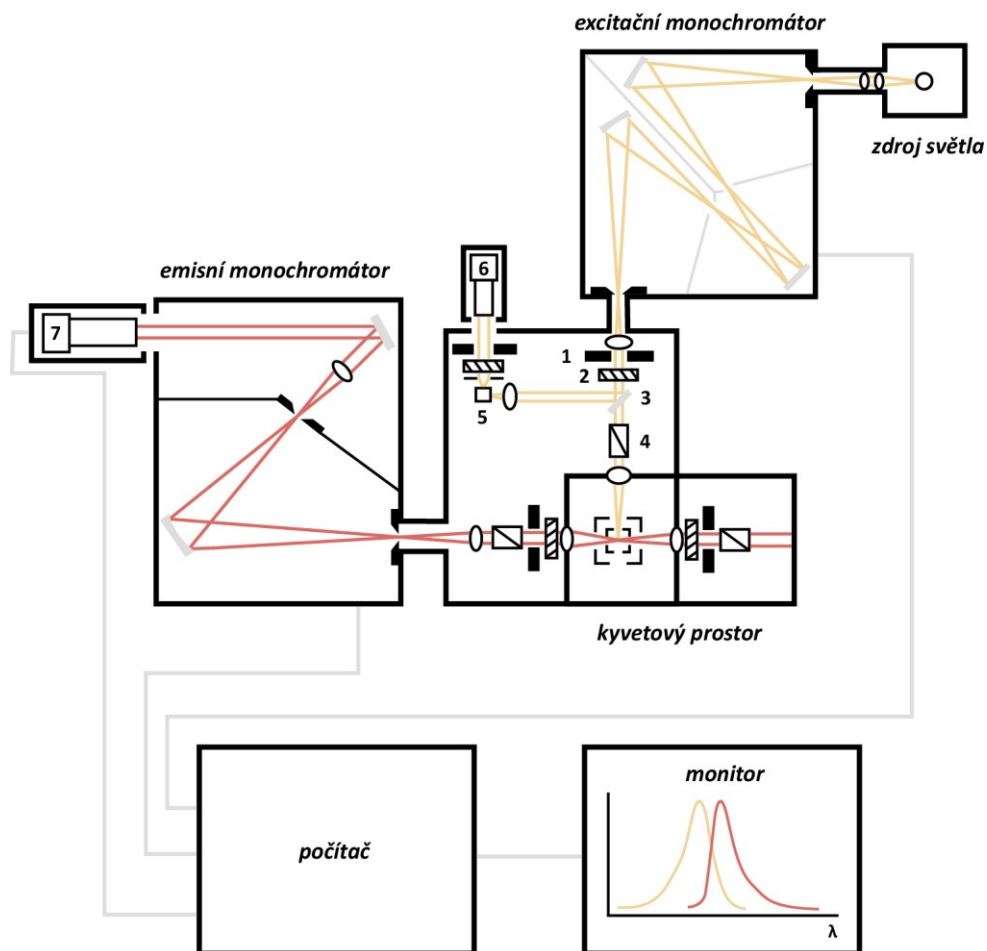 excitační monochromátor
zdroj světla
emisní monochromátor
6
7
1
2
3
5
4
kyvetový prostor
počítač
monitor
λ